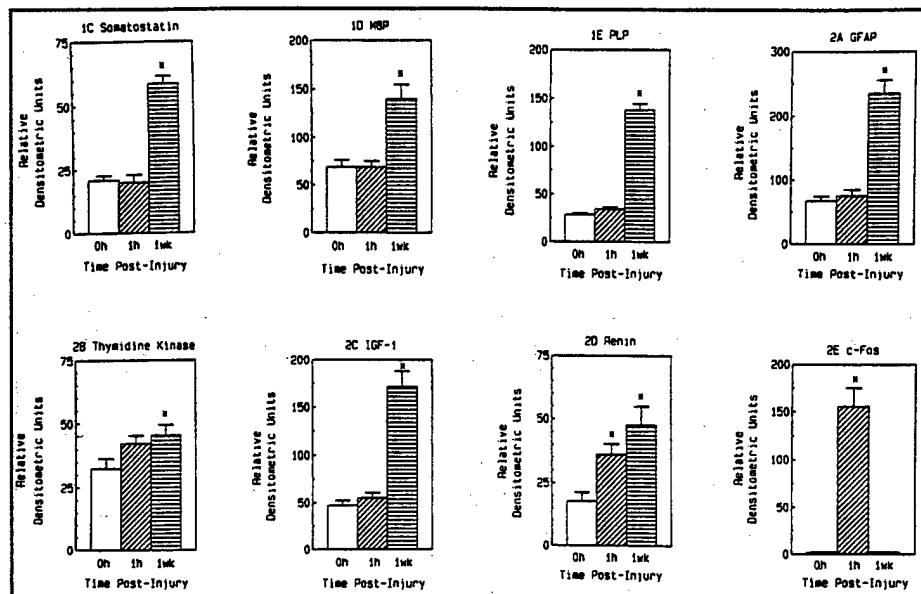 1C Somatostatin
75
50
25
0
Relative
Densitometric Units
0h 1h 1wk
Time Post-Injury
1D MBP
200
150
100
50
0
Relative
Densitometric Units
0h 1h 1wk
Time Post-Injury
1E PLP
200
150
100
50
0
Relative
Densitometric Units
0h 1h 1wk
Time Post-Injury
2A GFAP
300
200
100
0
Relative
Densitometric Units
0h 1h 1wk
Time Post-Injury
2B Thymidine Kinase
75
50
25
0
Relative
Densitometric Units
0h 1h 1wk
Time Post-Injury
2C IGF-1
200
150
100
50
0
Relative
Densitometric Units
0h 1h 1wk
Time Post-Injury
2D Renin
75
50
25
0
Relative
Densitometric Units
0h 1h 1wk
Time Post-Injury
2E c-Fos
200
150
100
50
0
Relative
Densitometric Units
0h 1h 1wk
Time Post-Injury